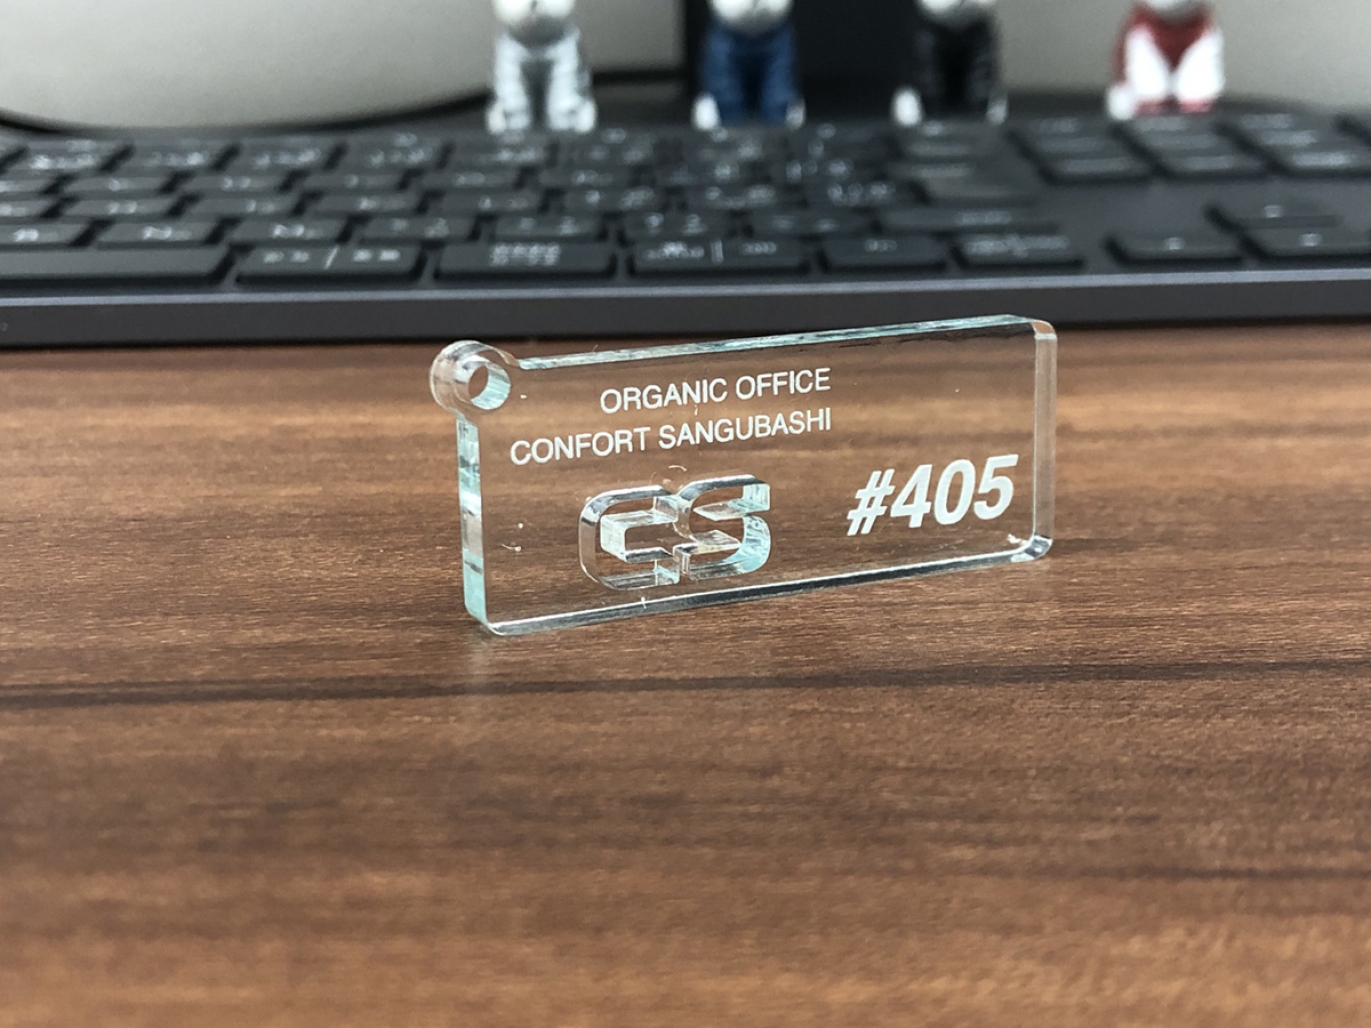 ORGANIC OFFICE
CONFORT SANGUBASHI
CS
#405